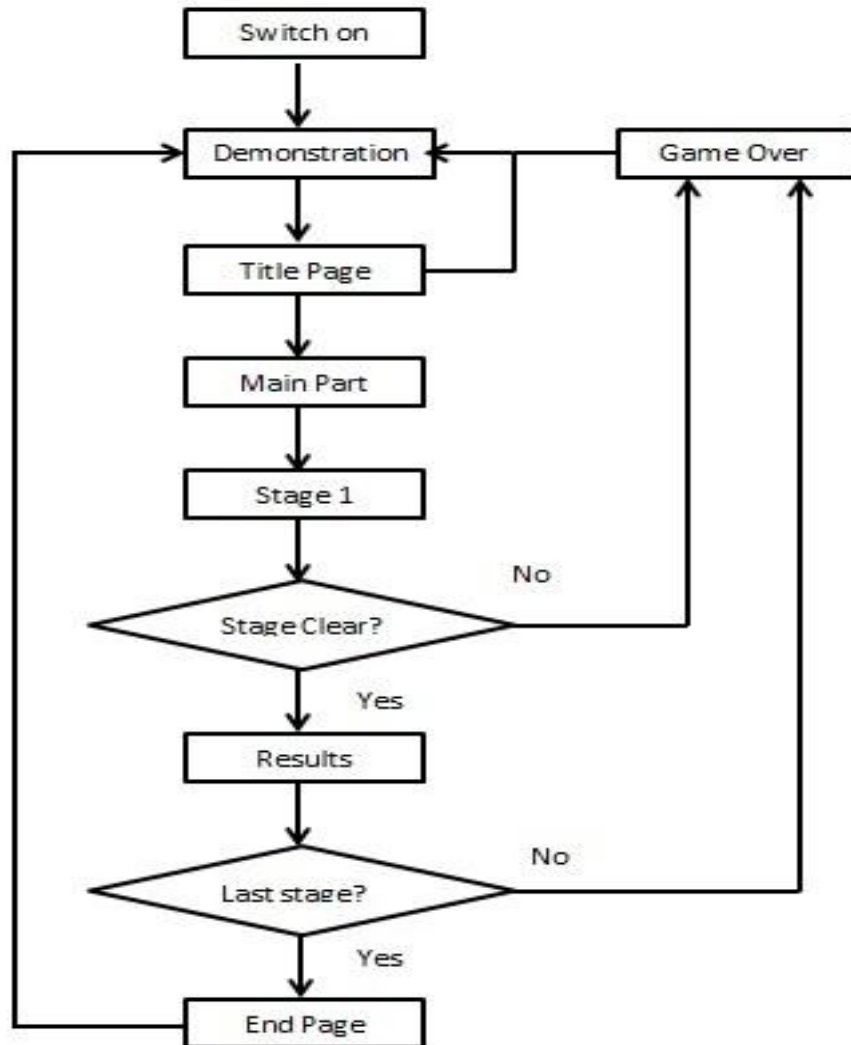 Switch on
Demonstration
Game Over
Title Page
Main Part
Stage 1
No
Stage Clear?
Yes
Results
No
Last stage?
Yes
End Page